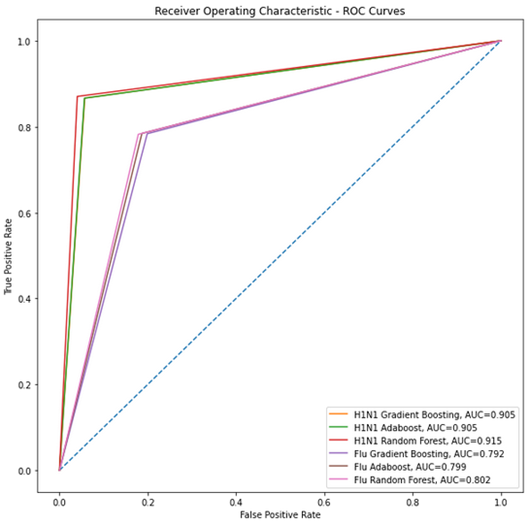 Receiver Operating Characteristic - ROC Curves
True Positive Rate
1.0
0.8
0.6
0.4
0.2
0.0
H1N1 Gradient Boosting, AUC=0.905
H1N1 Adaboost, AUC=0.905
H1N1 Random Forest, AUC=0.915
Flu Gradient Boosting, AUC=0.792
Flu Adaboost, AUC=0.799
Flu Random Forest, AUC=0.802
0.0 0.2 0.4 0.6 0.8 1.0
False Positive Rate